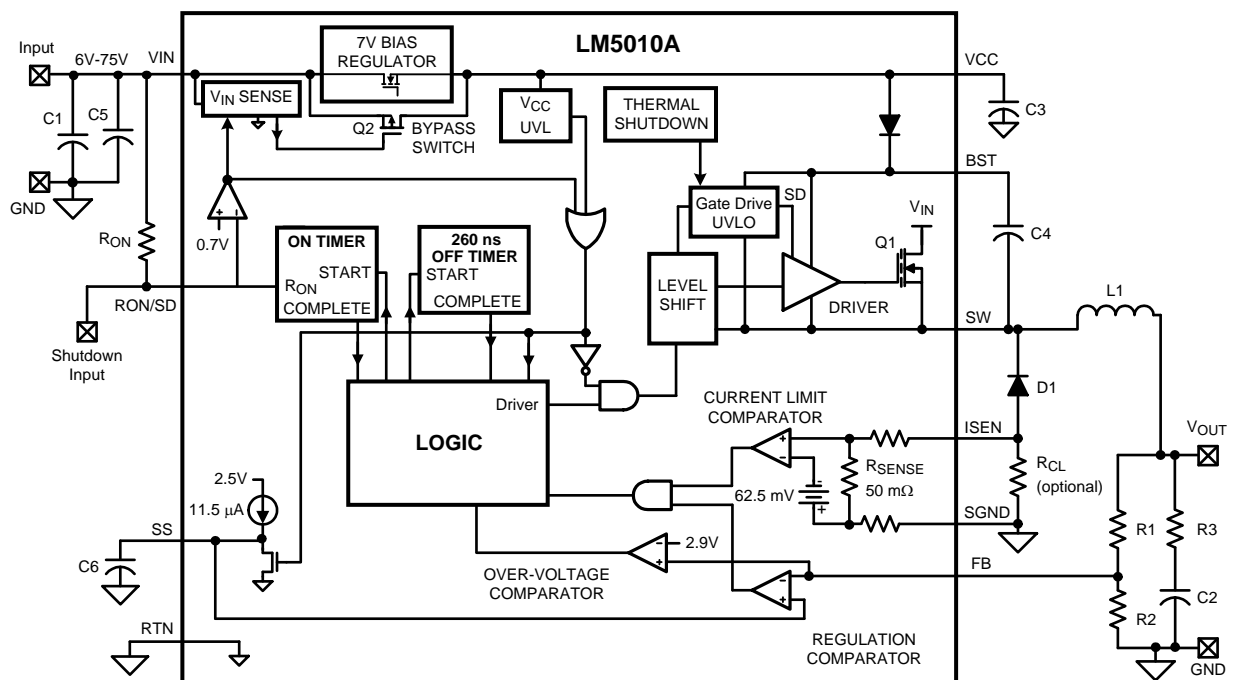 LM5010A
Input
6V-75V
VIN
7V BIAS
REGULATOR
VCC
VIN SENSE
C1
C5
Q2
BYPASS
SWITCH
VCC
UVL
THERMAL
SHUTDOWN
C3
GND
BST
SD
Gate Drive
UVLO
VIN
Q1
C4
RON
0.7V
ON TIMER
START
RON
COMPLETE
260 ns
OFF TIMER
START
COMPLETE
LEVEL
SHIFT
DRIVER
L1
RON/SD
SW
Shutdown
Input
Driver
LOGIC
CURRENT LIMIT
COMPARATOR
D1
ISEN
VOUT
RSENSE
50 mΩ
62.5 mV
-
+
RCL
(optional)
2.5V
11.5 μA
SS
SGND
R1
R3
2.9V
C6
OVER-VOLTAGE
COMPARATOR
FB
R2
C2
RTN
REGULATION
COMPARATOR
GND